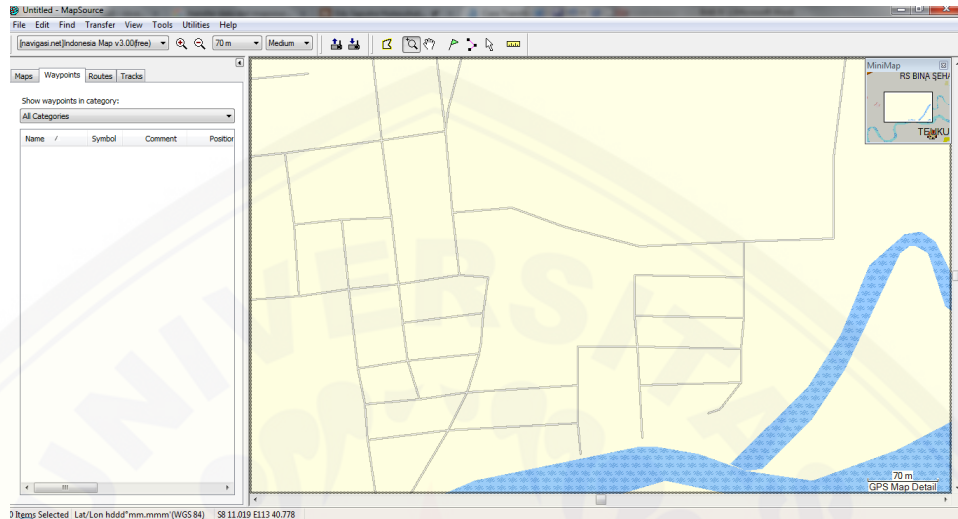 Untitled - MapSource
File Edit Find Transfer View Tools Utilities Help
[navigasi.net]Indonesia Map v3.00(free) 70 m Medium
Maps Waypoints Routes Tracks
Show waypoints in category:
All Categories
Name / Symbol Comment Position
MiniMap
RS BINA SEHA
70 m
GPS Map Detail
0 Items Selected Lat/Lon hddd°mm.mmm'(WGS 84) S8 11.019 E113 40.778
UNIVERSITAS